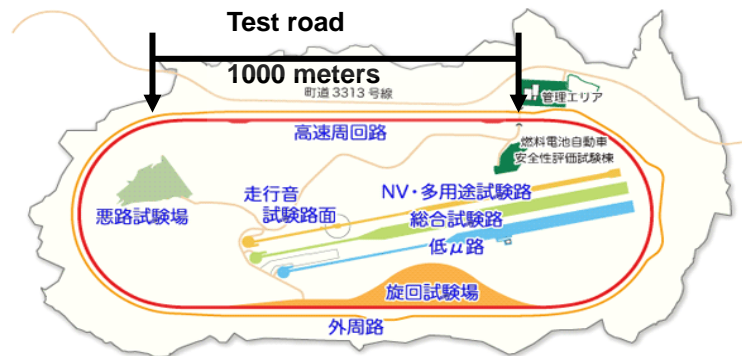 Test road
1000 meters
町道3313号線
管理エリア
高速周回路
燃料電池自動車
安全性評価試験棟
走行音
試験路面
NV・多用途試験路
悪路試験場
総合試験路
低μ路
旋回試験場
外周路